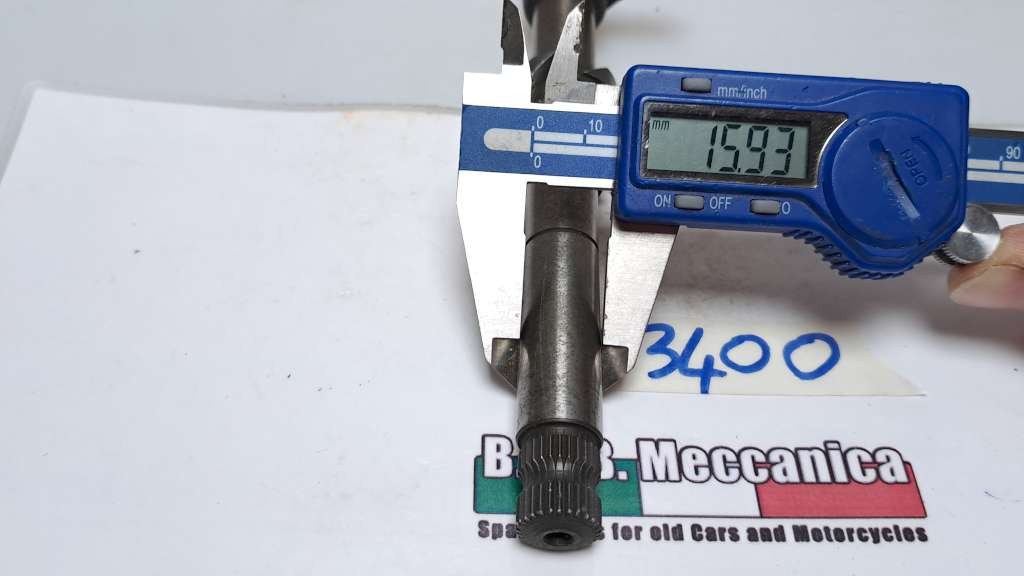 mm/inch
0 10
mm 15.93
OPEN
90
0
ON OFF 0
3400
B. B. Meccanica
for old Cars and Motorcycles